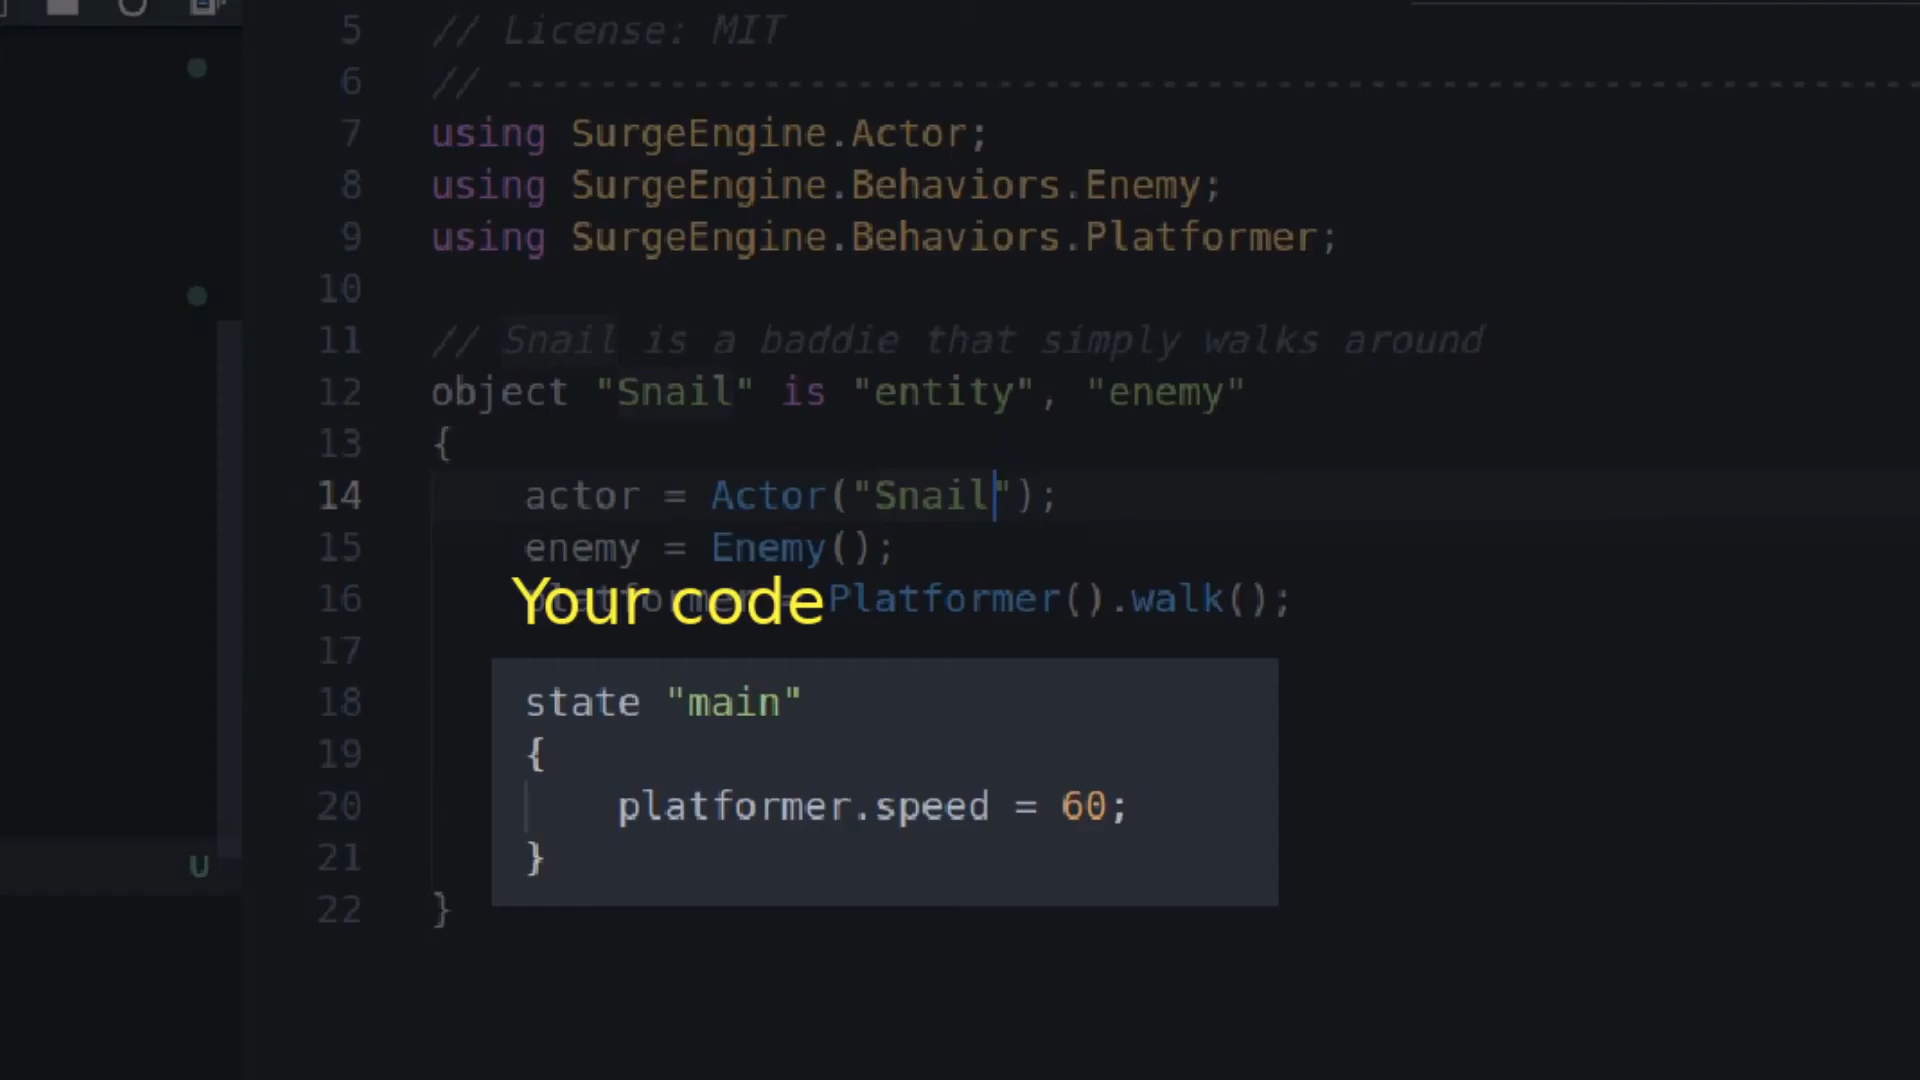 5 // License: MIT
6 // ------------------------------------------------------------
7 using SurgeEngine.Actor;
8 using SurgeEngine.Behaviors.Enemy;
9 using SurgeEngine.Behaviors.Platformer;
10
11 // Snail is a baddie that simply walks around
12 object "Snail" is "entity", "enemy"
13 {
14 actor = Actor("Snail");
15 enemy = Enemy();
16 platformer = Platformer().walk();
Your code
17
18 state "main"
19 {
20 platformer.speed = 60;
21 }
U
22 }